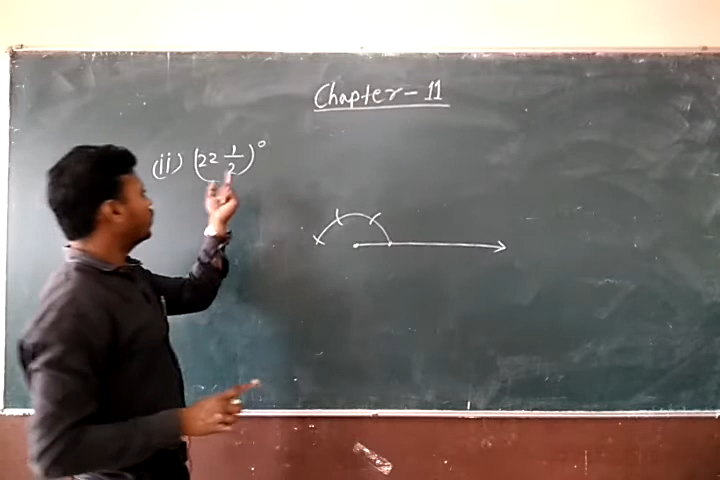 Chapter - 11
(ii) (22 1/2)°